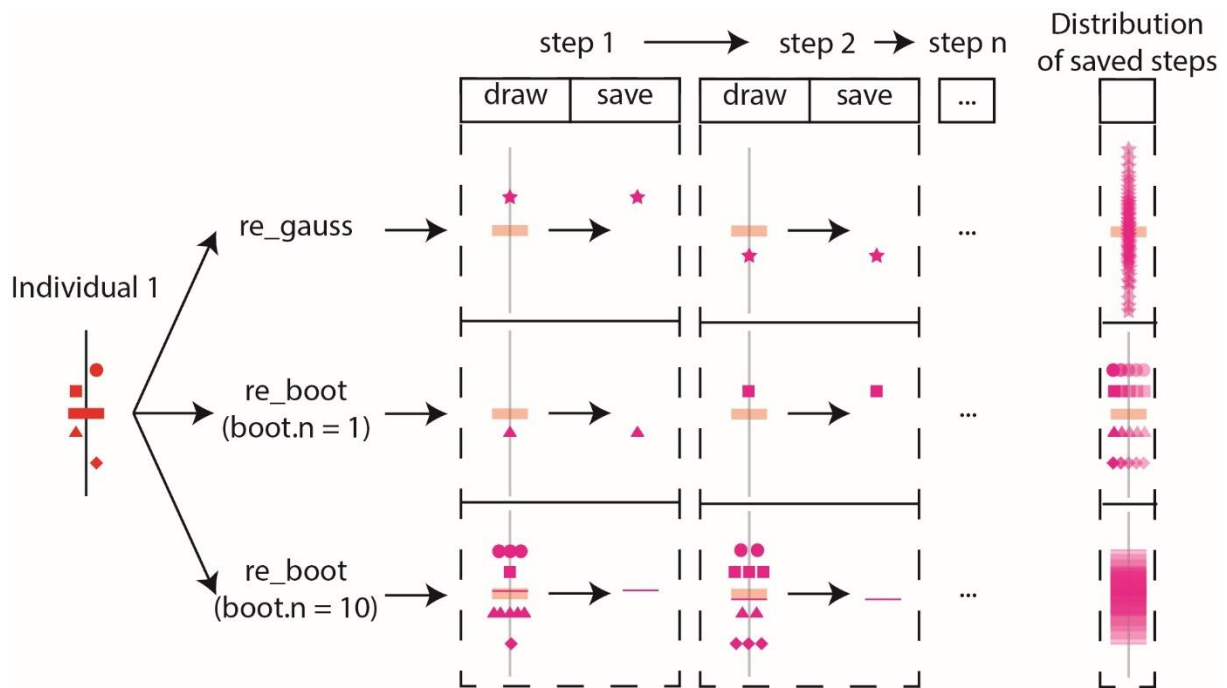 step 1
step 2
step n
Distribution
of saved steps
draw
save
draw
save
...
re_gauss
...
Individual 1
re_boot
(boot.n = 1)
...
re_boot
(boot.n = 10)
...